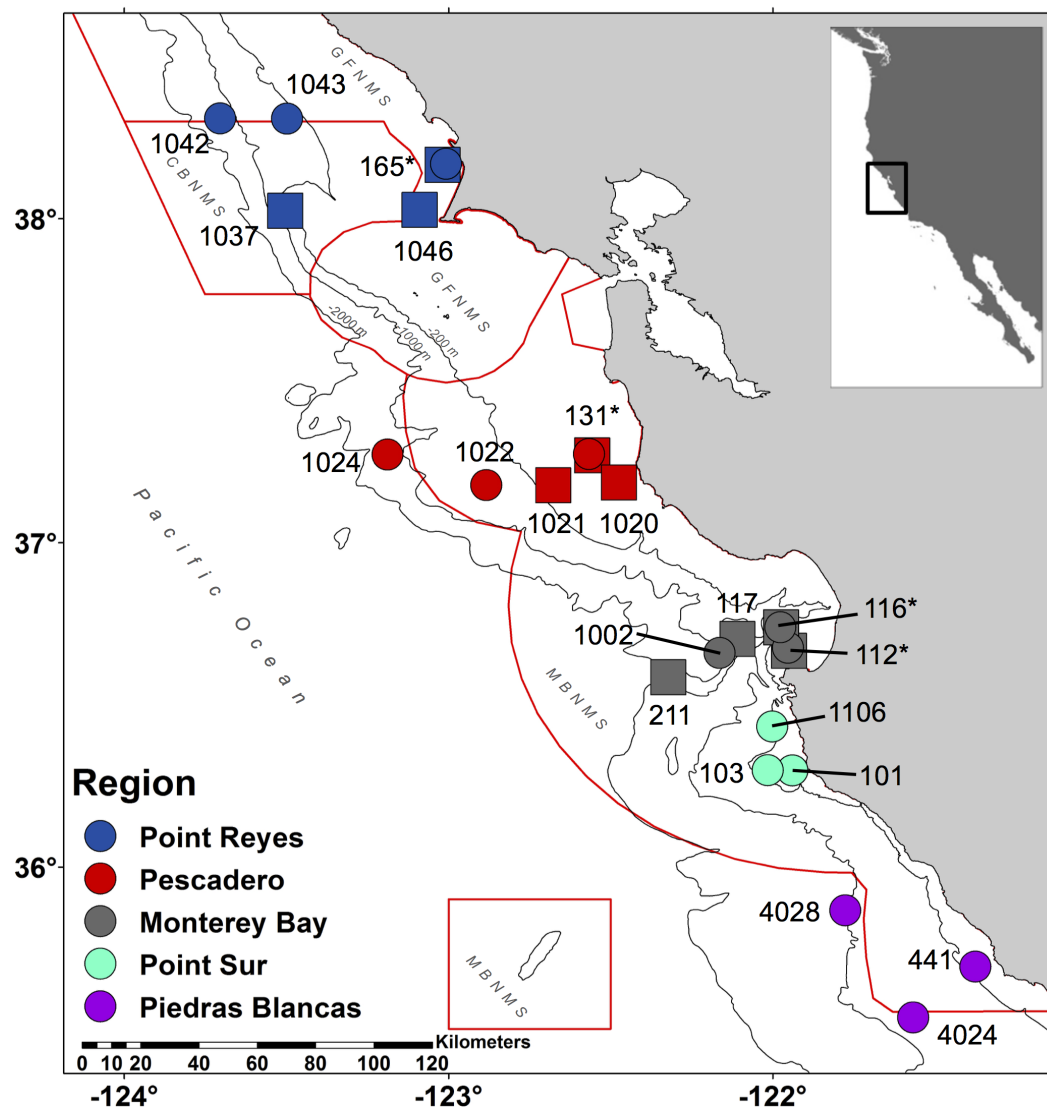 GFNMS
1043
1042
165*
CBNMS
38°
1037
1046
GFNMS
-2000 m
-1000 m
-200 m
131*
1022
1024
1021
1020
Pacific Ocean
37°
117
116*
1002
112*
MBNMS
211
1106
103
101
Region
Point Reyes
Pescadero
Monterey Bay
Point Sur
Piedras Blancas
36°
4028
441
MBNMS
4024
Kilometers
0 10 20 40 60 80 100 120
-124° -123° -122°